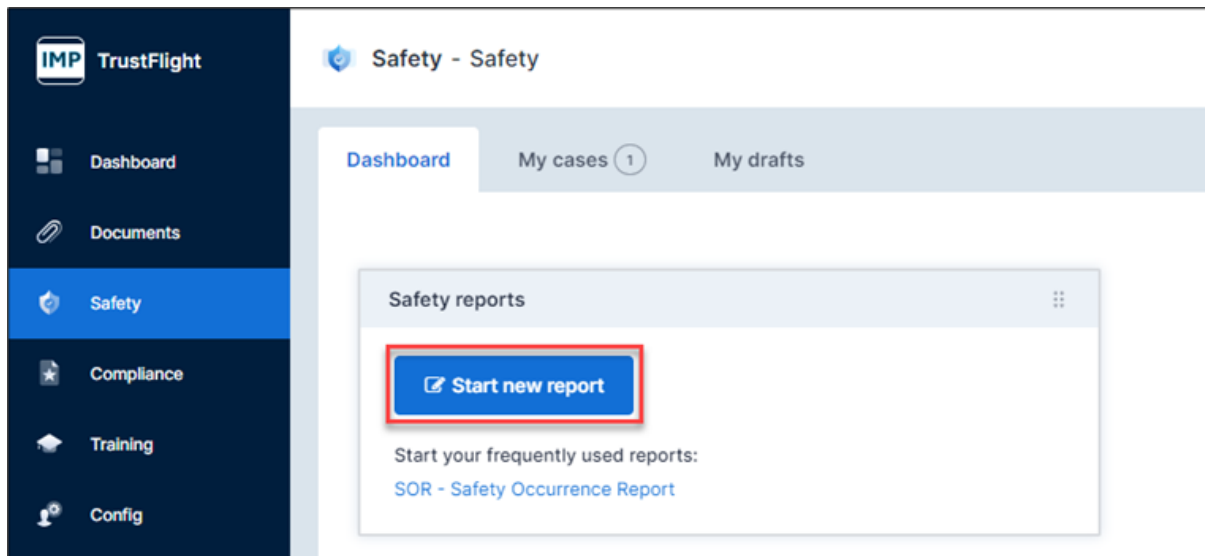 IMP TrustFlight
Dashboard
Documents
Safety
Compliance
Training
Config
Safety - Safety
Dashboard My cases 1 My drafts
Safety reports
Start new report
Start your frequently used reports:
SOR - Safety Occurrence Report